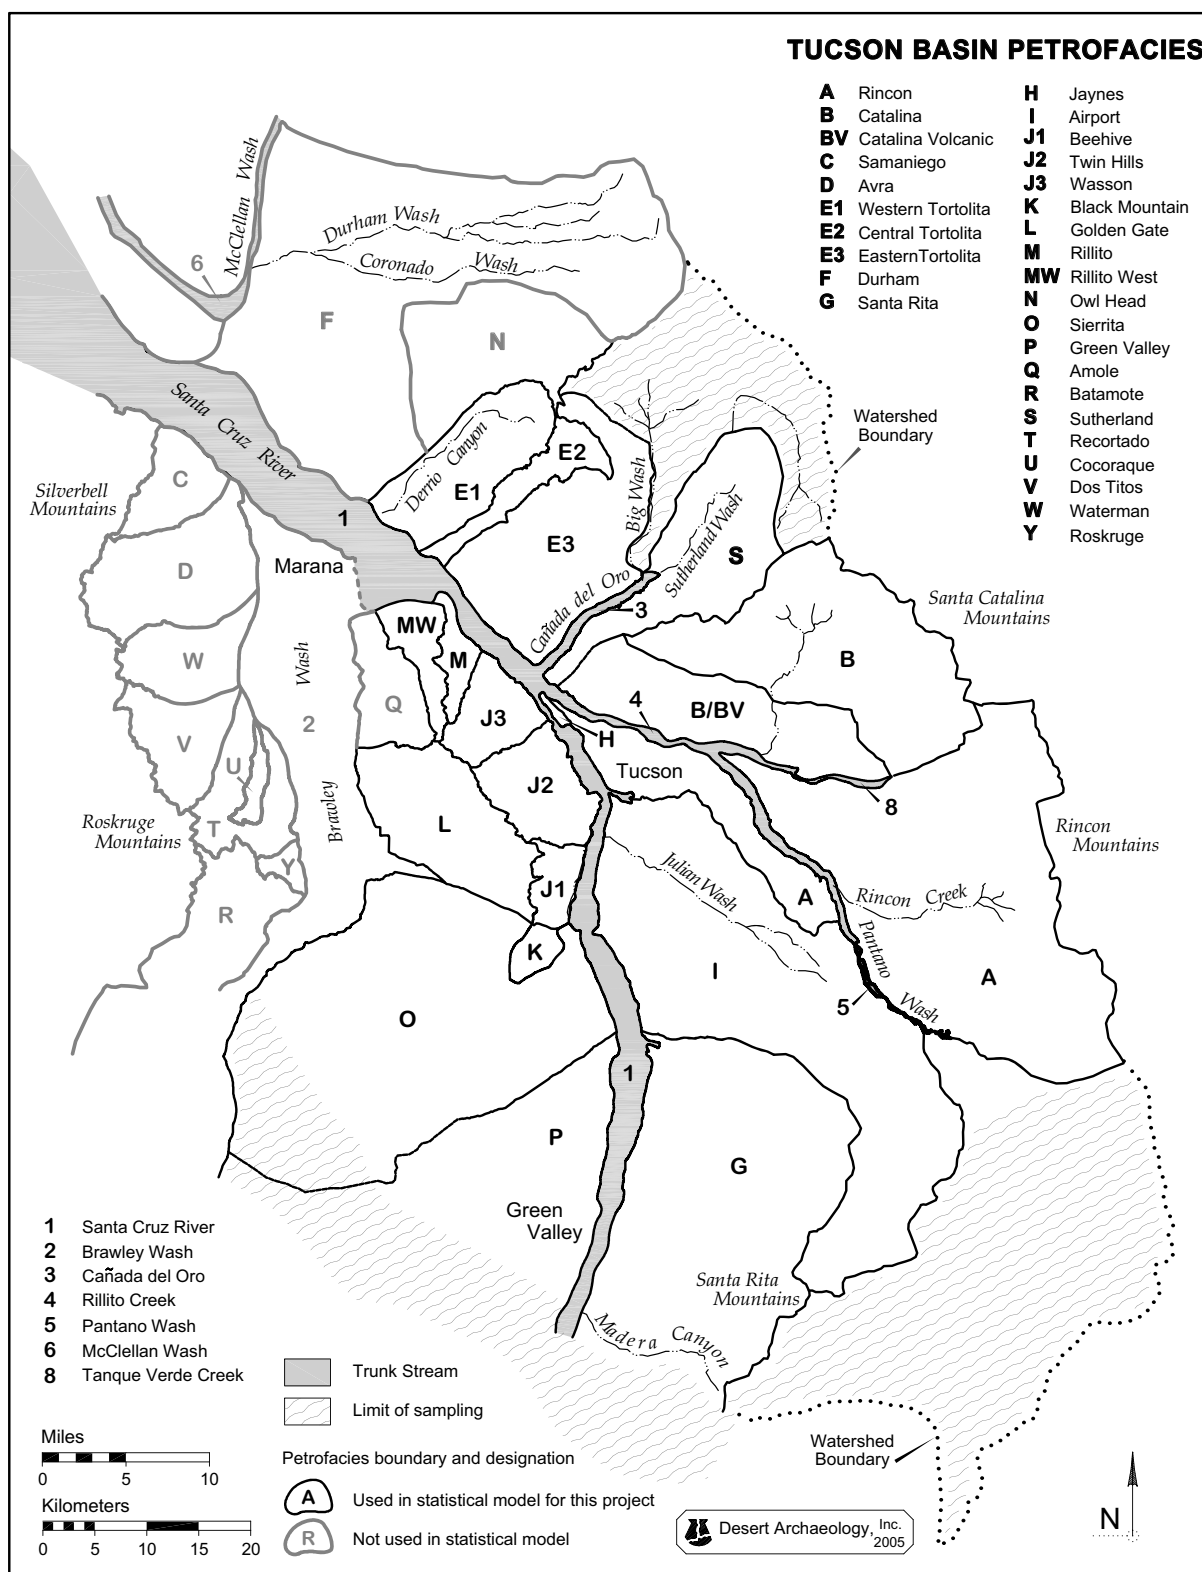 TUCSON BASIN PETROFACIES
A Rincon
B Catalina
BV Catalina Volcanic
C Samaniego
D Avra
E1 Western Tortolita
E2 Central Tortolita
E3 EasternTortolita
F Durham
G Santa Rita
H Jaynes
I Airport
J1 Beehive
J2 Twin Hills
J3 Wasson
K Black Mountain
L Golden Gate
M Rillito
MW Rillito West
N Owl Head
O Sierrita
P Green Valley
Q Amole
R Batamote
S Sutherland
T Recortado
U Cocoraque
V Dos Titos
W Waterman
Y Roskruge
McClellan Wash
Durham Wash
Coronado Wash
6
F
N
Santa Cruz River
Watershed
Boundary
Derrio Canyon
E2
E1
Big Wash
Sutherland Wash
C
Silverbell
Mountains
1
E3
S
Marana
D
Cañada del Oro
3
Santa Catalina
Mountains
MW
M
W
Q
B
J3
4
B/BV
H
2
Brawley Wash
V
U
J2
Tucson
8
L
T
Roskruge
Mountains
Rincon
Mountains
Y
J1
Julian Wash
A
Rincon Creek
R
K
I
Pantano Wash
A
5
O
1
P
G
Green
Valley
Santa Rita
Mountains
Madera Canyon
1 Santa Cruz River
2 Brawley Wash
3 Cañada del Oro
4 Rillito Creek
5 Pantano Wash
6 McClellan Wash
8 Tanque Verde Creek
Trunk Stream
Limit of sampling
Petrofacies boundary and designation
A Used in statistical model for this project
R Not used in statistical model
Miles
0 5 10
Kilometers
0 5 10 15 20
Watershed
Boundary
Desert Archaeology, Inc.
2005
N